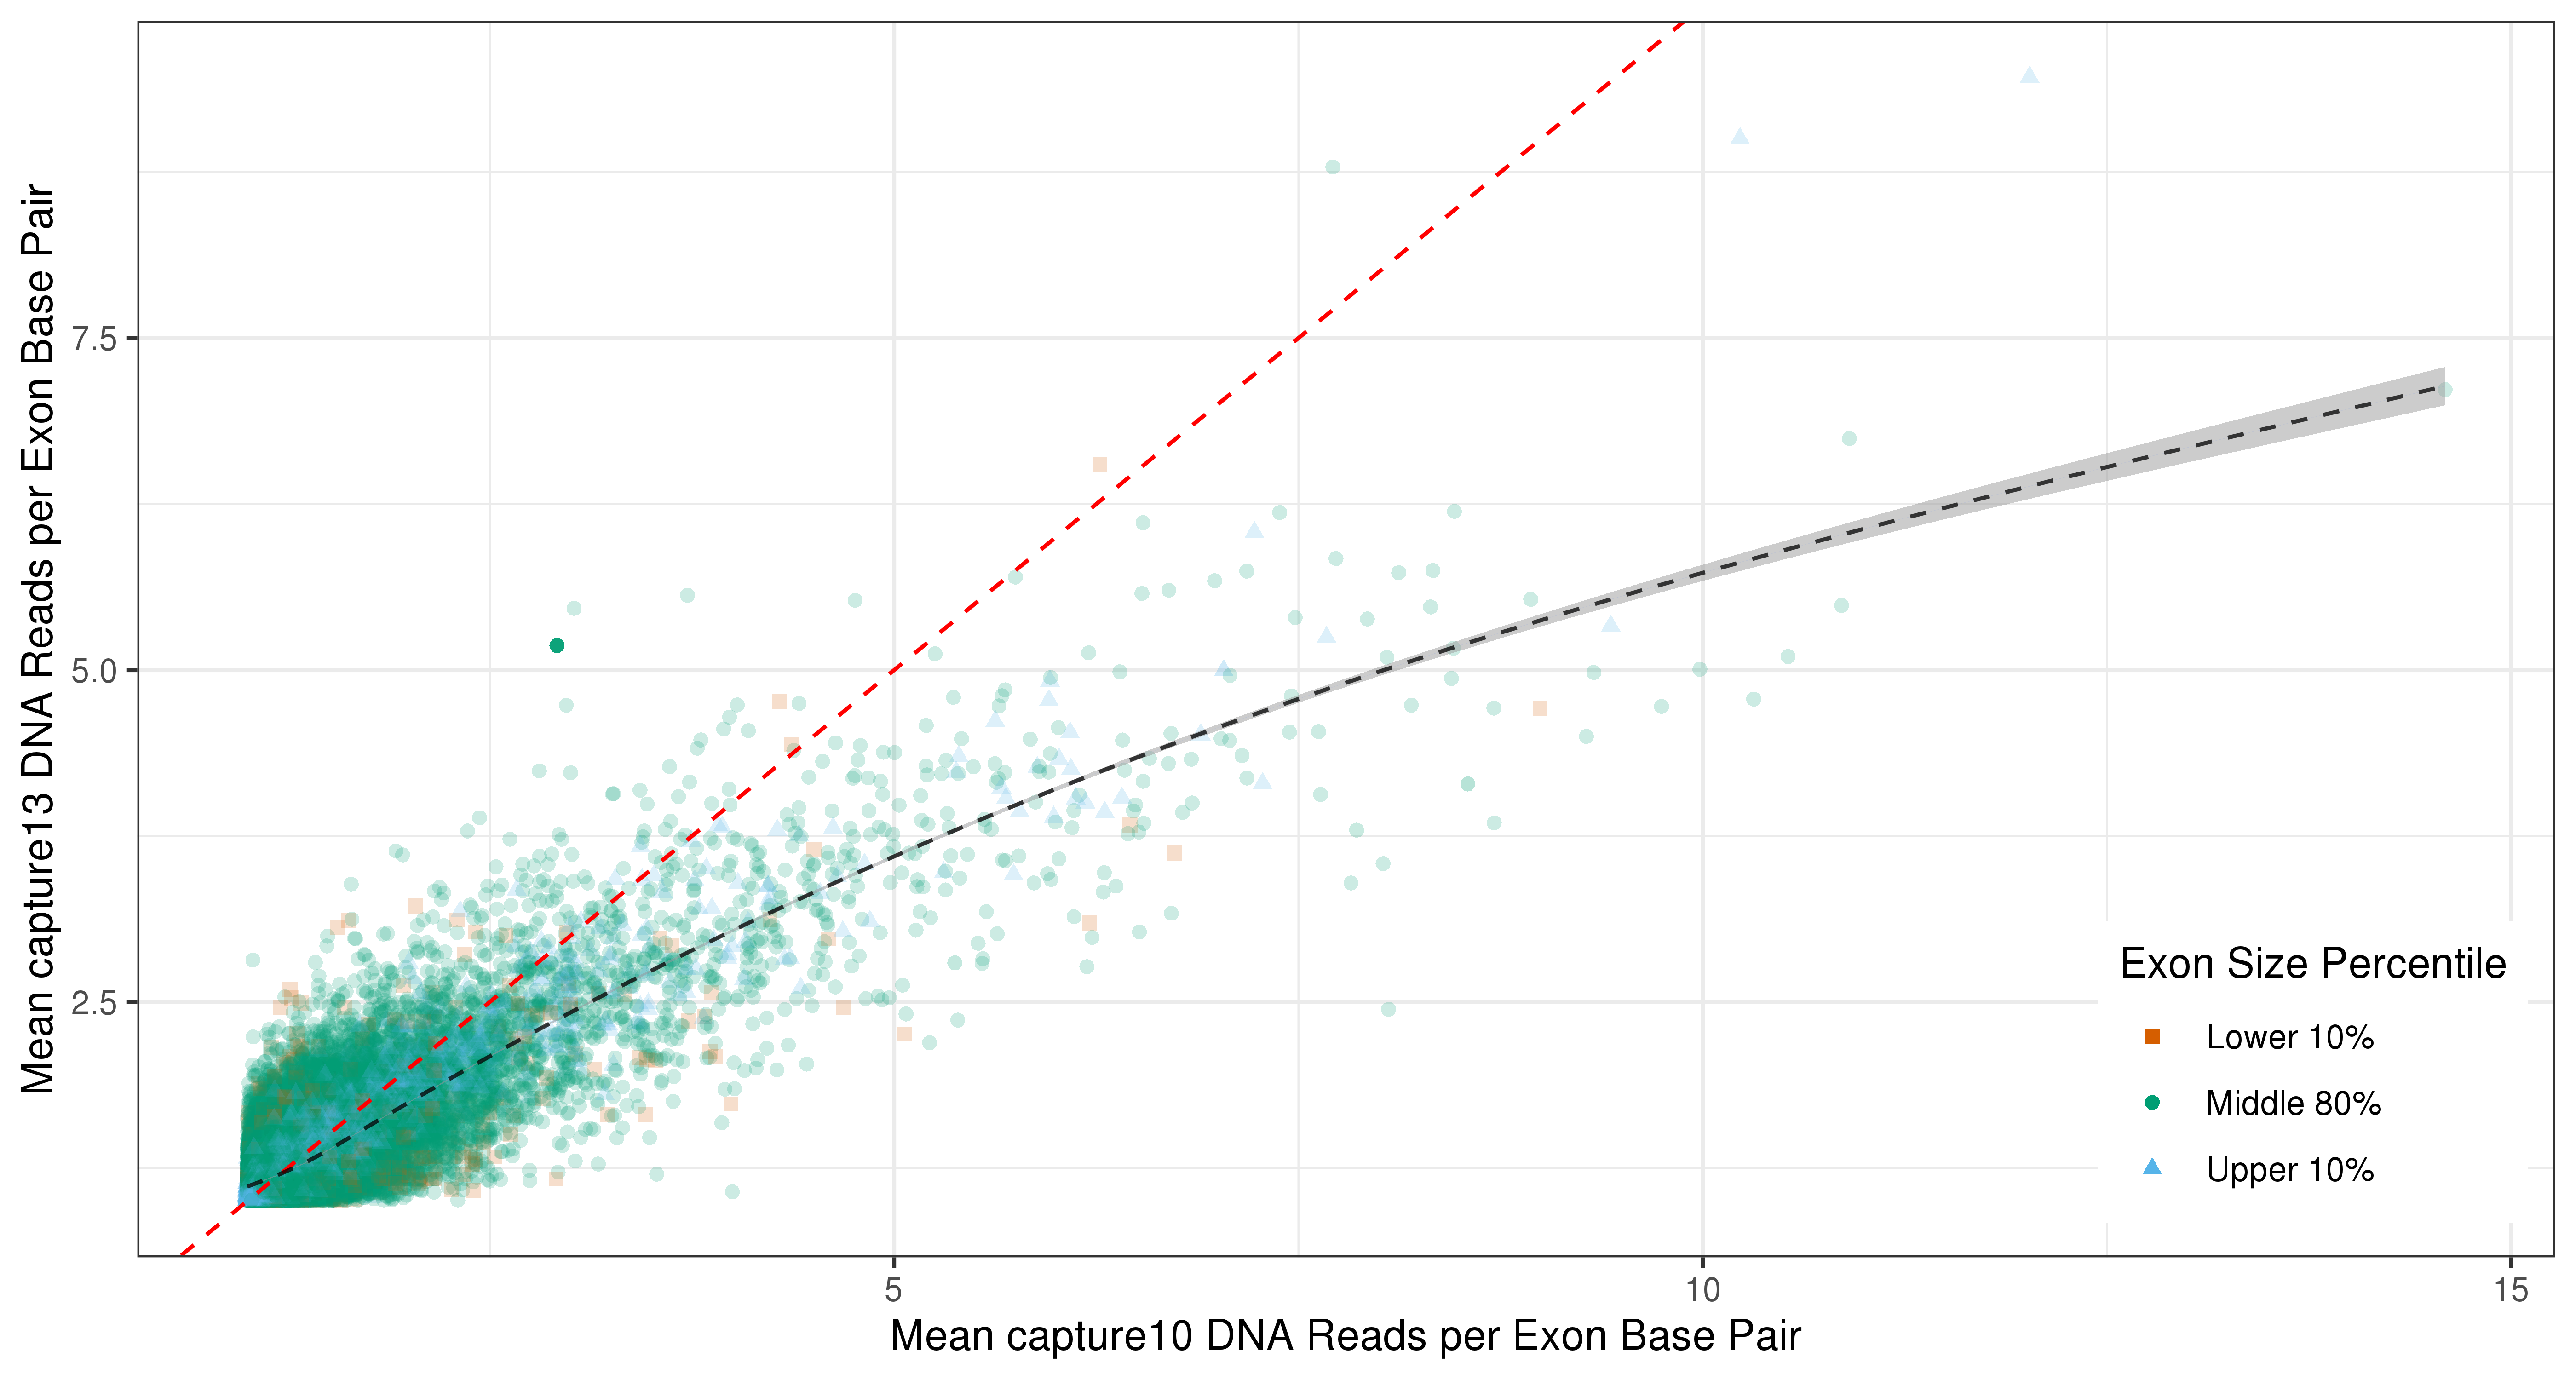 Mean capture13 DNA Reads per Exon Base Pair
7.5
5.0
2.5
5
10
15
Mean capture10 DNA Reads per Exon Base Pair
Exon Size Percentile
Lower 10%
Middle 80%
Upper 10%